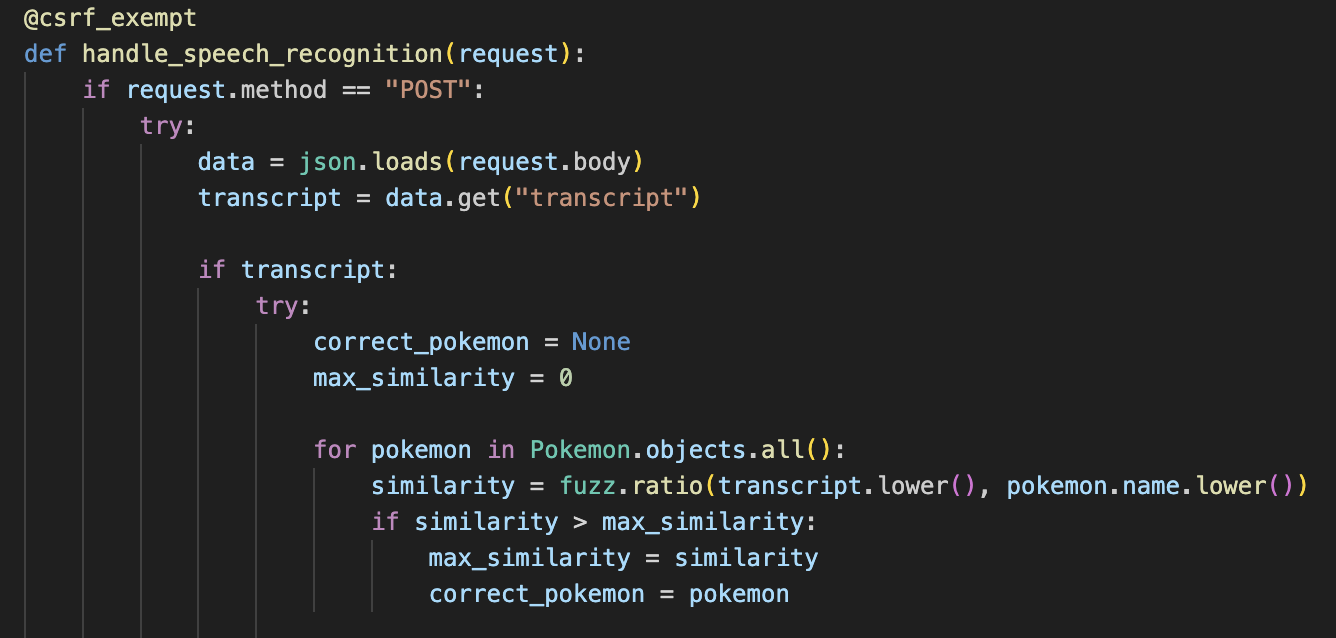 @csrf_exempt
def handle_speech_recognition(request):
    if request.method == "POST":
        try:
            data = json.loads(request.body)
            transcript = data.get("transcript")

            if transcript:
                try:
                    correct_pokemon = None
                    max_similarity = 0

                    for pokemon in Pokemon.objects.all():
                        similarity = fuzz.ratio(transcript.lower(), pokemon.name.lower())
                        if similarity > max_similarity:
                            max_similarity = similarity
                            correct_pokemon = pokemon